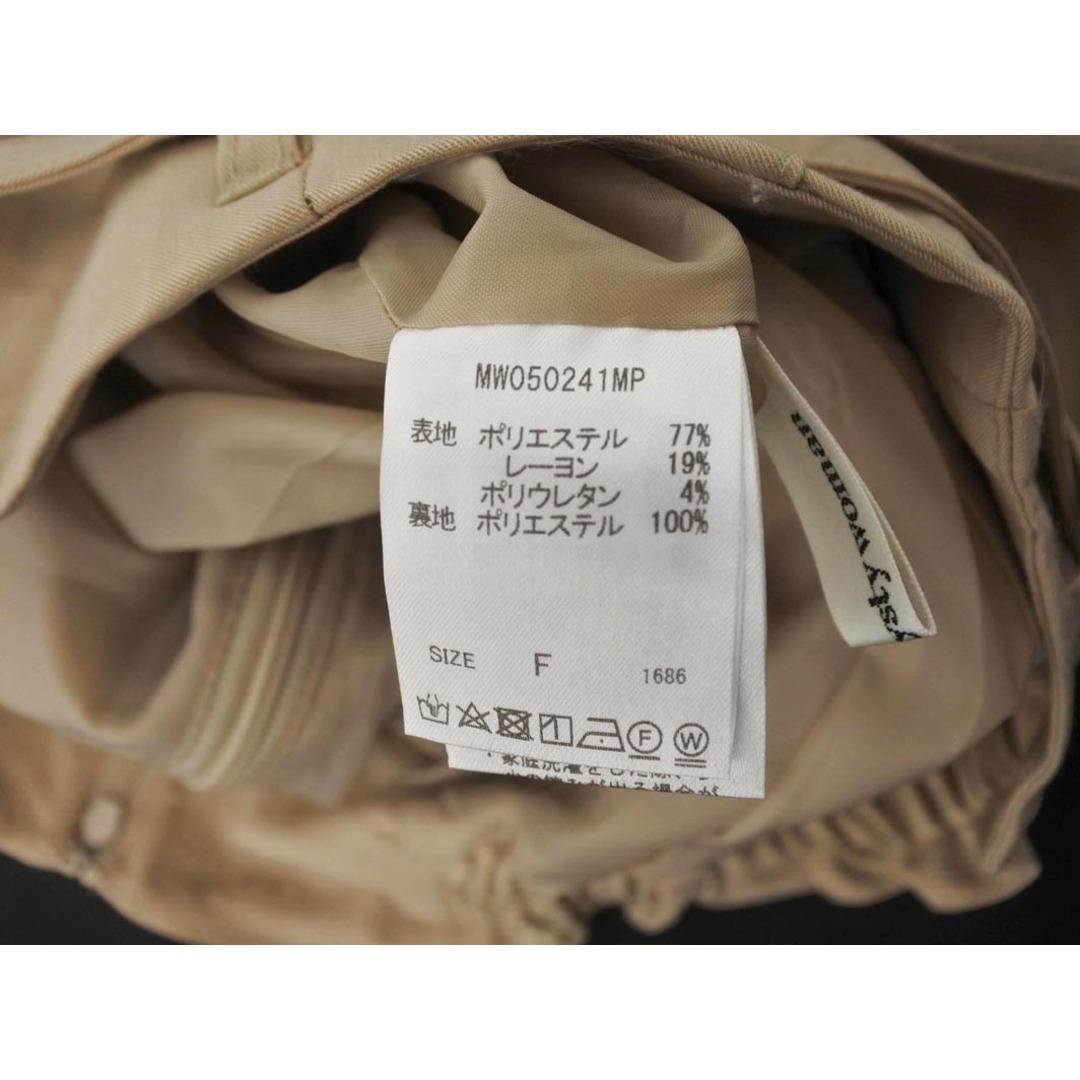 MW050241MP
表地 ポリエステル 77%
レーヨン 19%
ポリウレタン 4%
裏地 ポリエステル 100%
SIZE F 1686
F W
woman